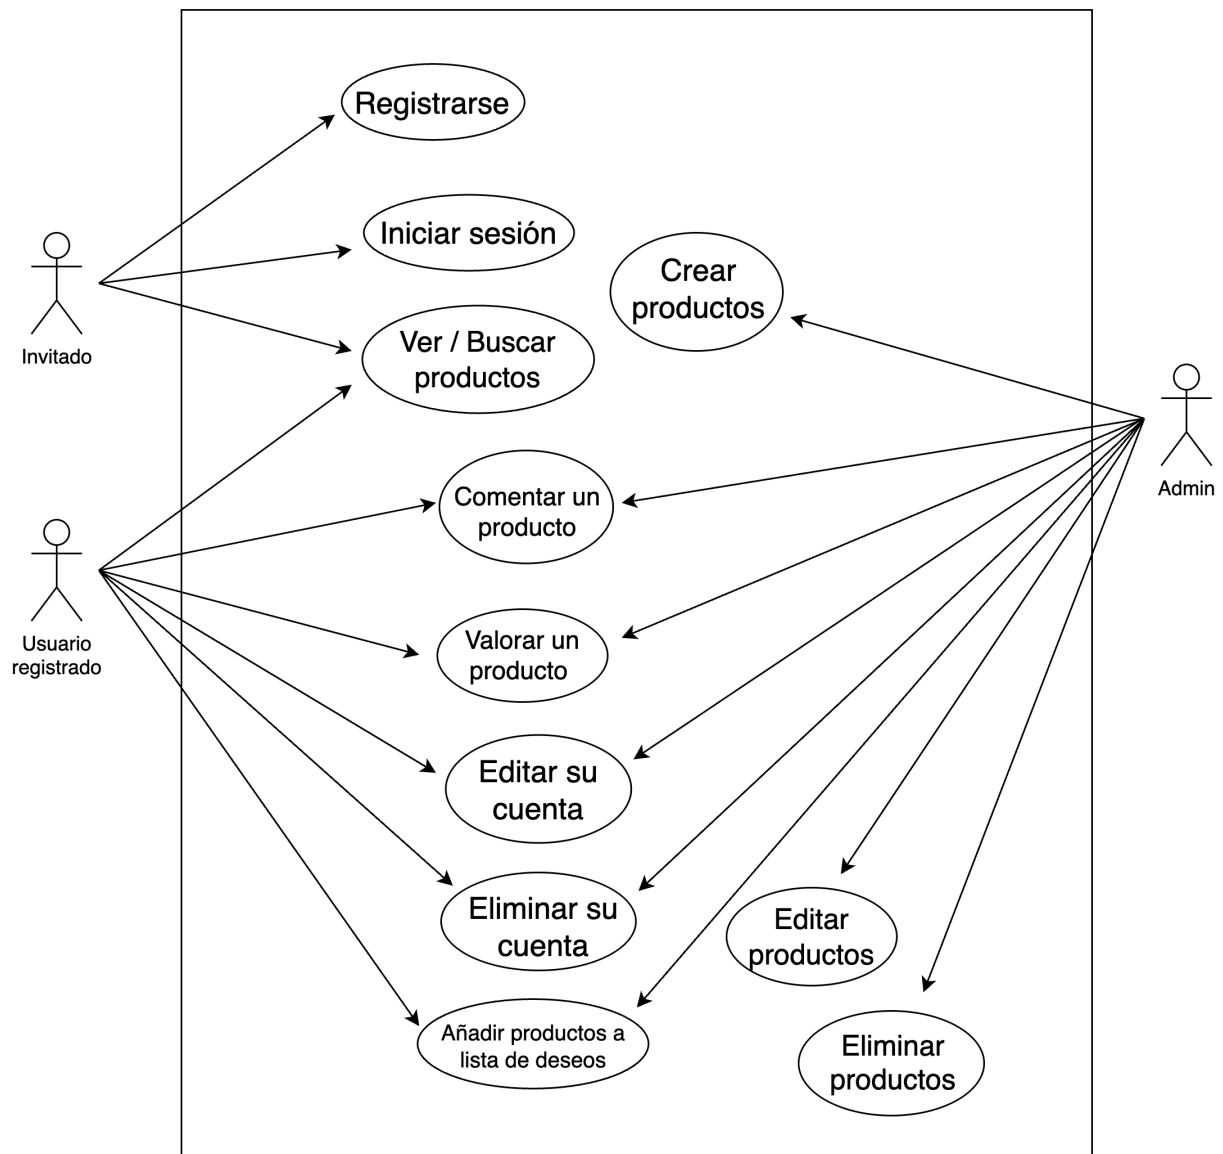 Registrarse
Iniciar sesión
Crear
productos
Ver / Buscar
productos
Invitado
Comentar un
producto
Admin
Usuario
registrado
Valorar un
producto
Editar su
cuenta
Eliminar su
cuenta
Editar
productos
Añadir productos a
lista de deseos
Eliminar
productos